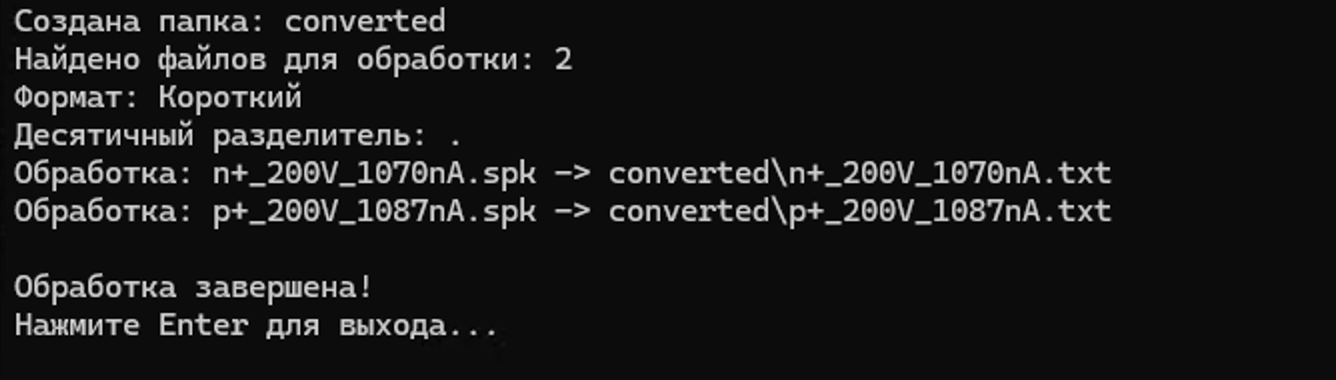 Создана папка: converted
Найдено файлов для обработки: 2
Формат: Короткий
Десятичный разделитель: .
Обработка: n+_200V_1070nA.spk -> converted\n+_200V_1070nA.txt
Обработка: p+_200V_1087nA.spk -> converted\p+_200V_1087nA.txt
Обработка завершена!
Нажмите Enter для выхода...